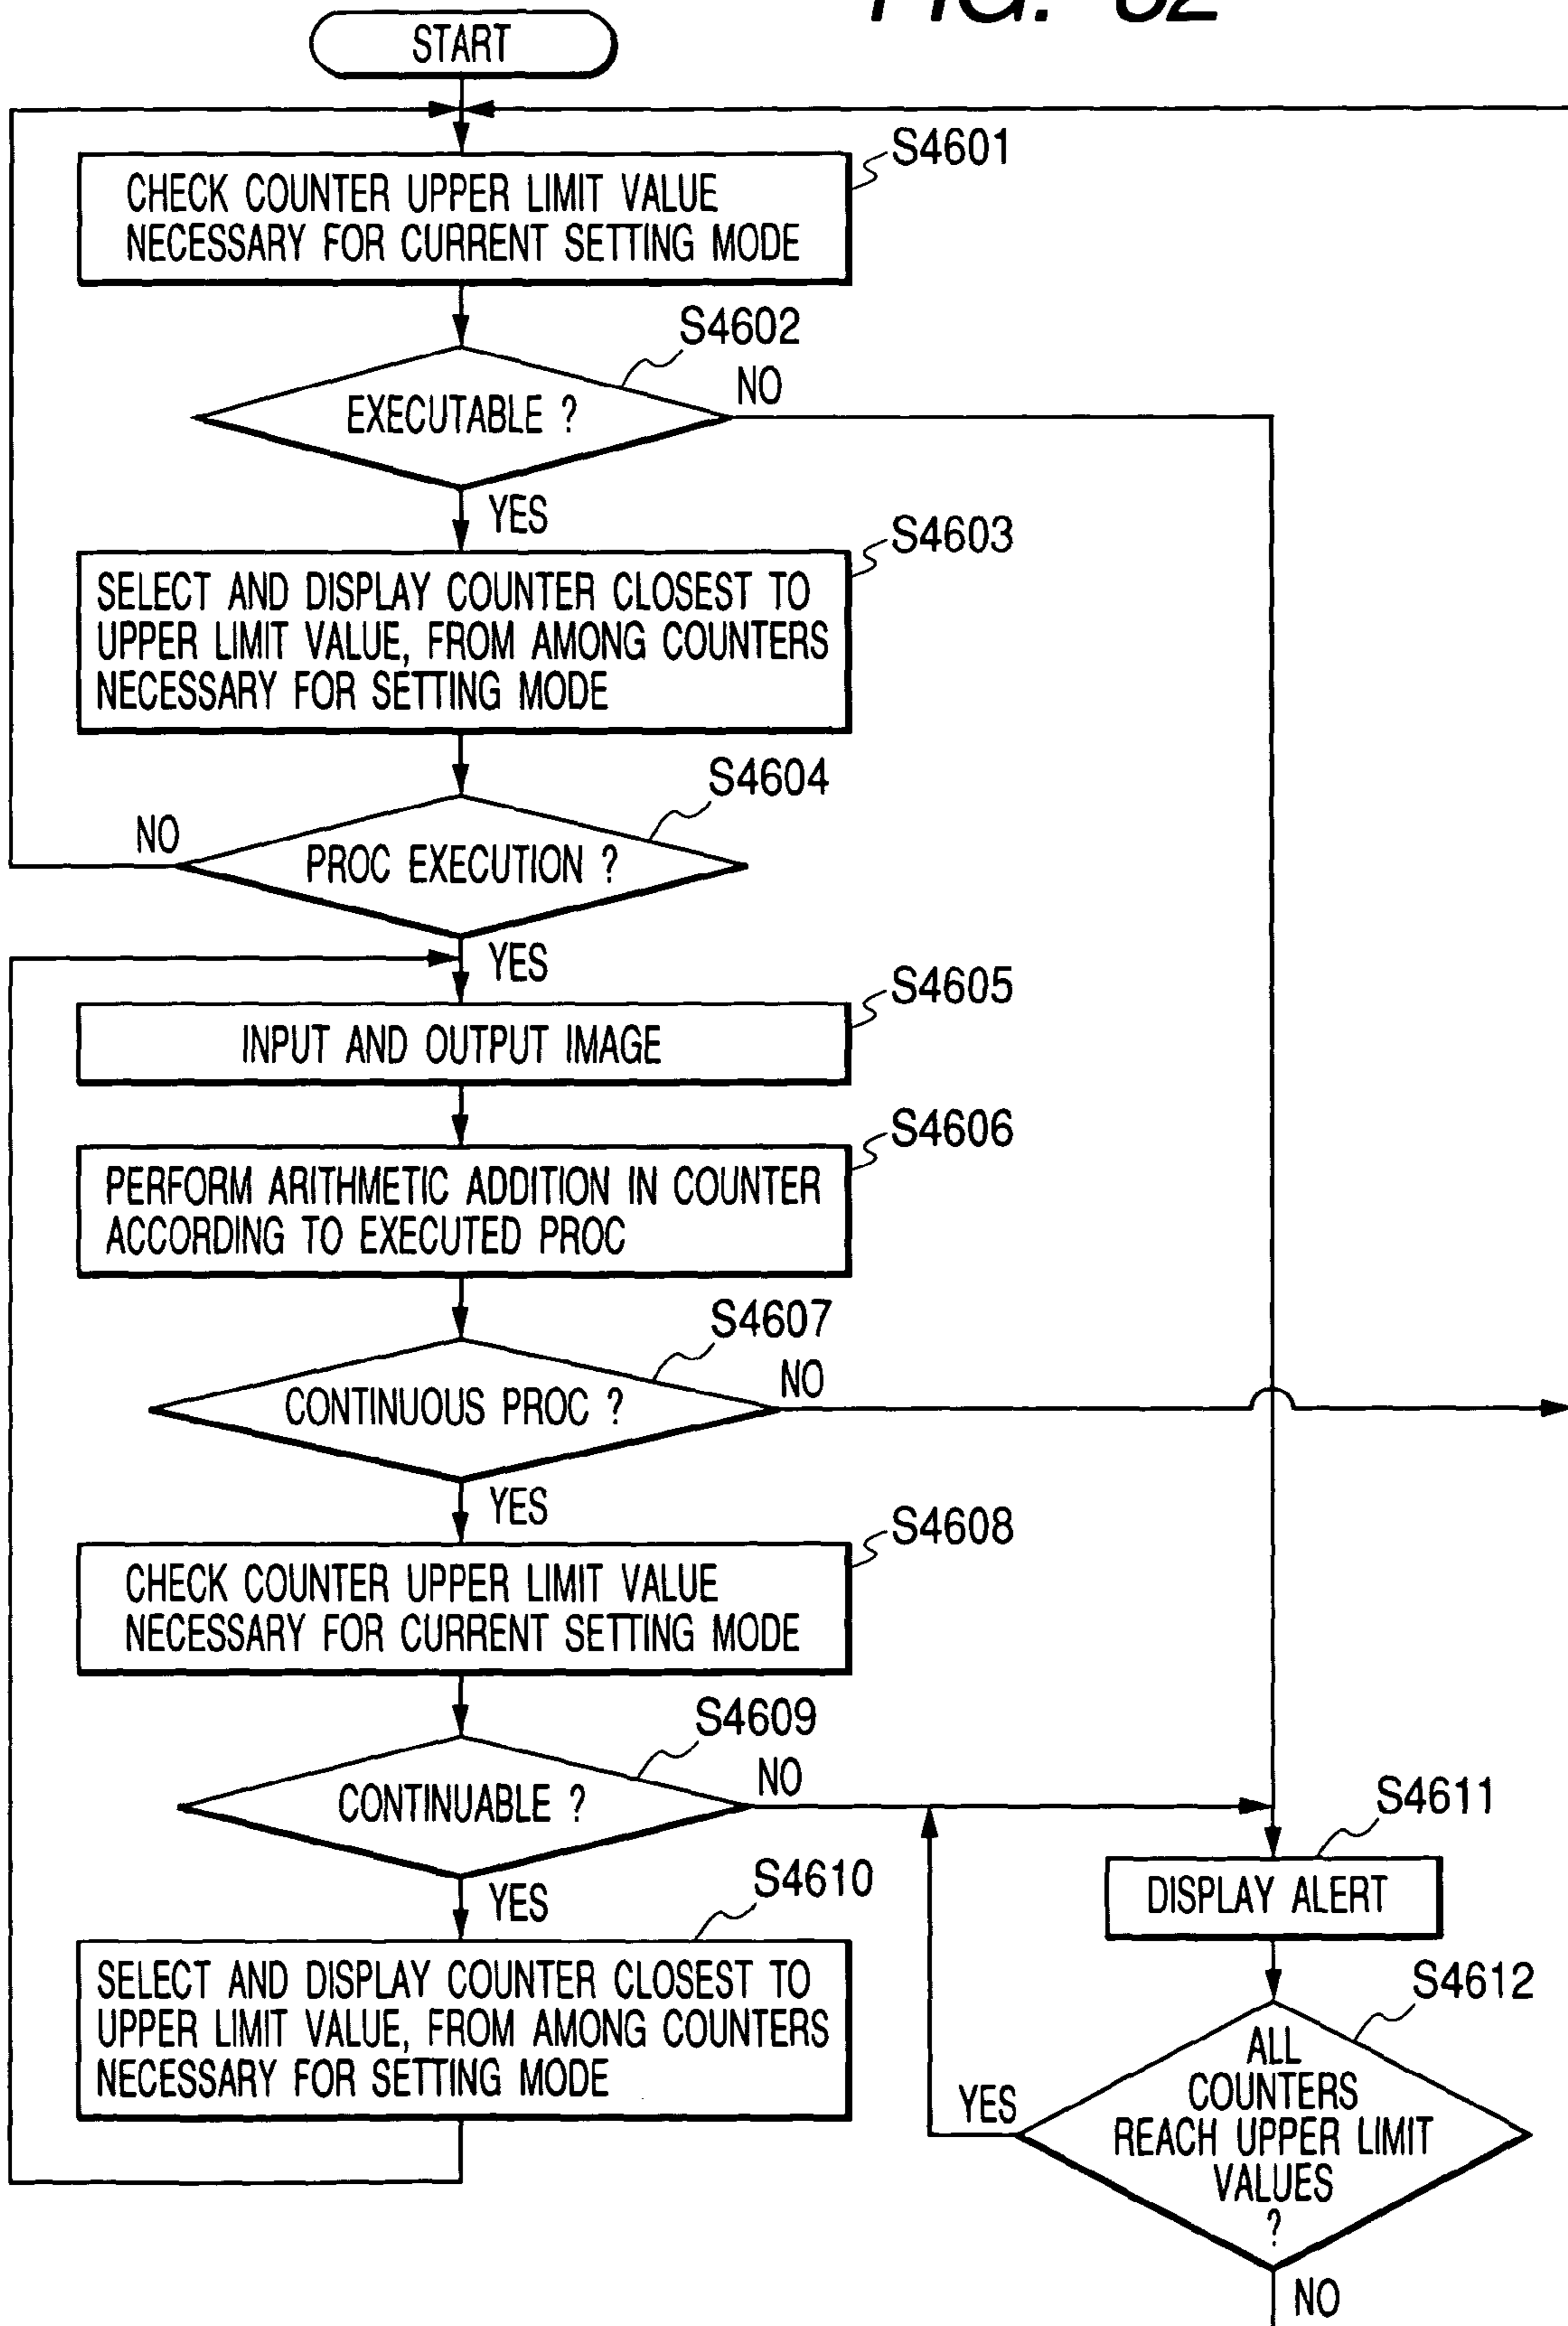 START
S4601
CHECK COUNTER UPPER LIMIT VALUE
NECESSARY FOR CURRENT SETTING MODE
S4602
EXECUTABLE ?
NO
YES
S4603
SELECT AND DISPLAY COUNTER CLOSEST TO
UPPER LIMIT VALUE, FROM AMONG COUNTERS
NECESSARY FOR SETTING MODE
S4604
NO
PROC EXECUTION ?
YES
S4605
INPUT AND OUTPUT IMAGE
S4606
PERFORM ARITHMETIC ADDITION IN COUNTER
ACCORDING TO EXECUTED PROC
S4607
CONTINUOUS PROC ?
NO
YES
S4608
CHECK COUNTER UPPER LIMIT VALUE
NECESSARY FOR CURRENT SETTING MODE
S4609
CONTINUABLE ?
NO
YES
S4610
SELECT AND DISPLAY COUNTER CLOSEST TO
UPPER LIMIT VALUE, FROM AMONG COUNTERS
NECESSARY FOR SETTING MODE
S4611
DISPLAY ALERT
S4612
ALL
COUNTERS
REACH UPPER LIMIT
VALUES
?
YES
NO